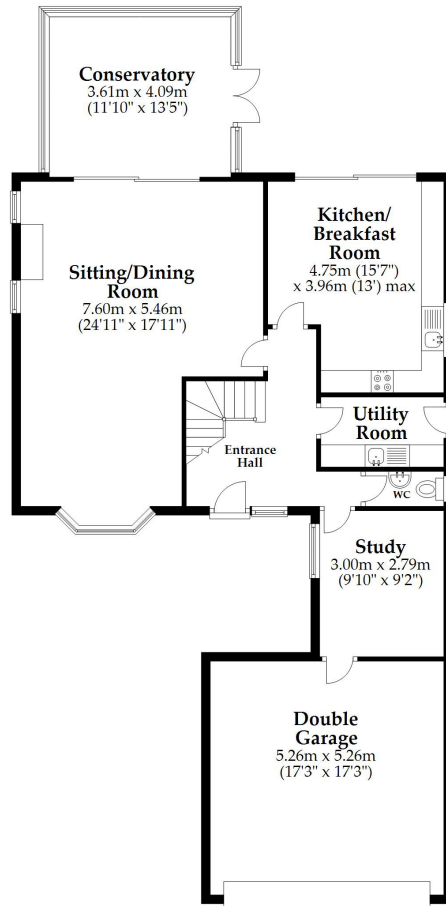 Conservatory
3.61m x 4.09m
(11'10" x 13'5")
Kitchen/
Breakfast
Room
4.75m (15'7")
x 3.96m (13') max
Sitting/Dining
Room
7.60m x 5.46m
(24'11" x 17'11")
Utility
Room
Entrance
Hall
WC
Study
3.00m x 2.79m
(9'10" x 9'2")
Double
Garage
5.26m x 5.26m
(17'3" x 17'3")